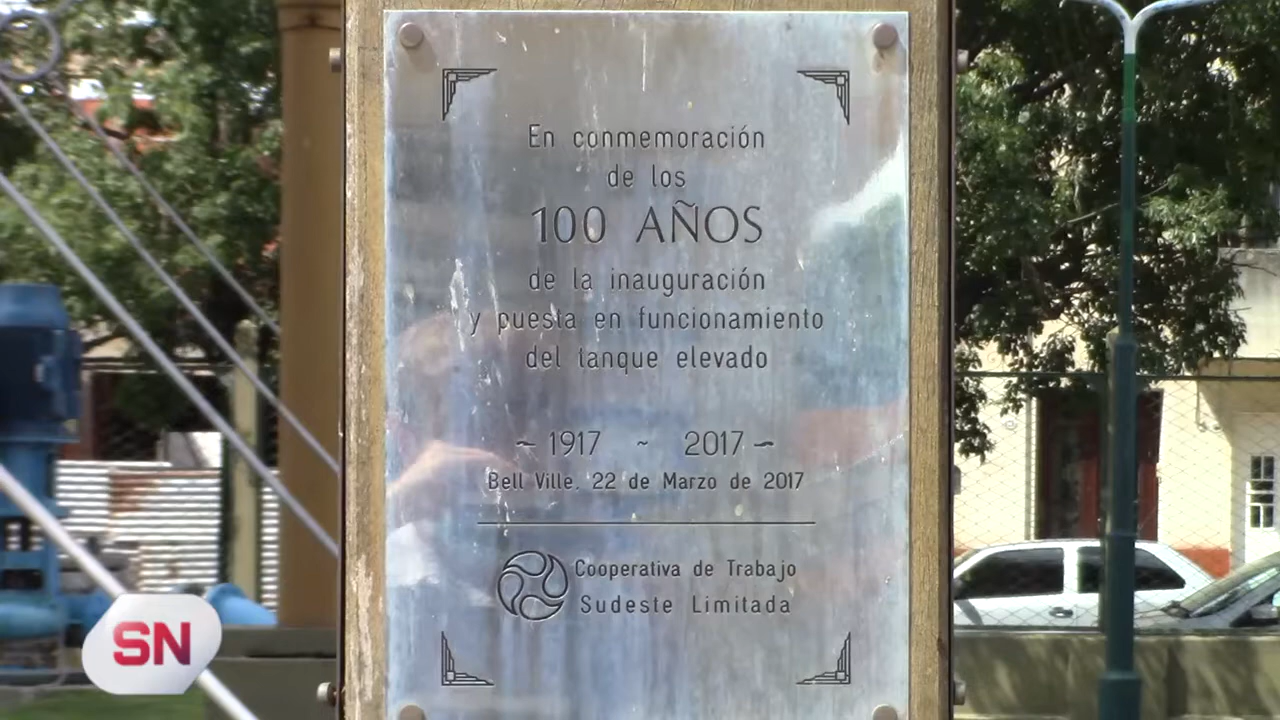 En conmemoración
de los
100 AÑOS
de la inauguración
y puesta en funcionamiento
del tanque elevado
~ 1917 ~ 2017 ~
Bell Ville, 22 de Marzo de 2017
Cooperativa de Trabajo
Sudeste Limitada
SN